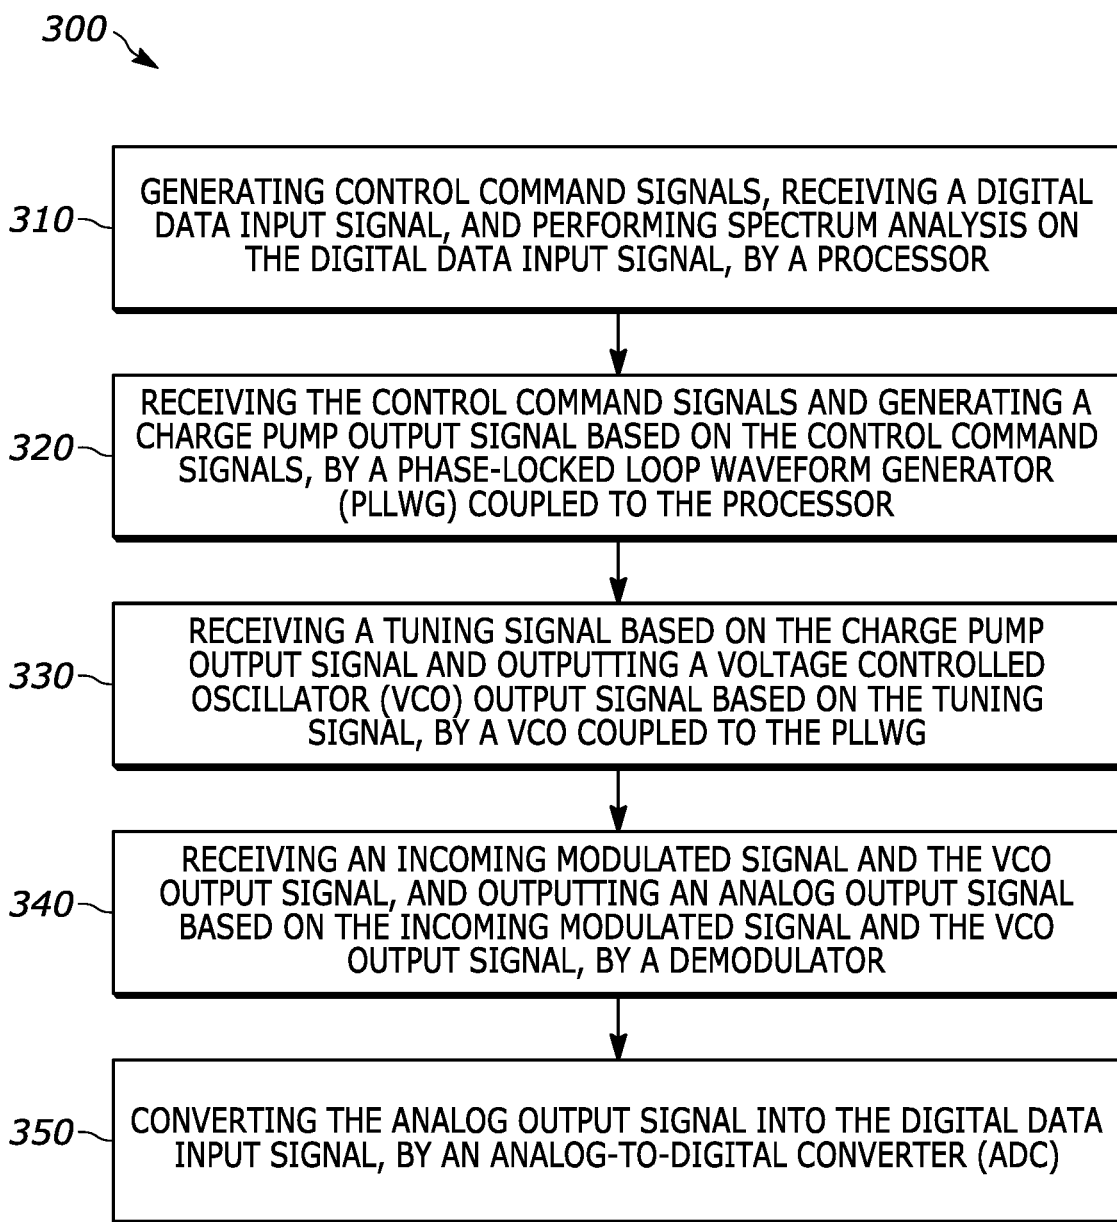 300
310
GENERATING CONTROL COMMAND SIGNALS, RECEIVING A DIGITAL
DATA INPUT SIGNAL, AND PERFORMING SPECTRUM ANALYSIS ON
THE DIGITAL DATA INPUT SIGNAL, BY A PROCESSOR
320
RECEIVING THE CONTROL COMMAND SIGNALS AND GENERATING A
CHARGE PUMP OUTPUT SIGNAL BASED ON THE CONTROL COMMAND
SIGNALS, BY A PHASE-LOCKED LOOP WAVEFORM GENERATOR
(PLLWG) COUPLED TO THE PROCESSOR
330
RECEIVING A TUNING SIGNAL BASED ON THE CHARGE PUMP
OUTPUT SIGNAL AND OUTPUTTING A VOLTAGE CONTROLLED
OSCILLATOR (VCO) OUTPUT SIGNAL BASED ON THE TUNING
SIGNAL, BY A VCO COUPLED TO THE PLLWG
340
RECEIVING AN INCOMING MODULATED SIGNAL AND THE VCO
OUTPUT SIGNAL, AND OUTPUTTING AN ANALOG OUTPUT SIGNAL
BASED ON THE INCOMING MODULATED SIGNAL AND THE VCO
OUTPUT SIGNAL, BY A DEMODULATOR
350
CONVERTING THE ANALOG OUTPUT SIGNAL INTO THE DIGITAL DATA
INPUT SIGNAL, BY AN ANALOG-TO-DIGITAL CONVERTER (ADC)